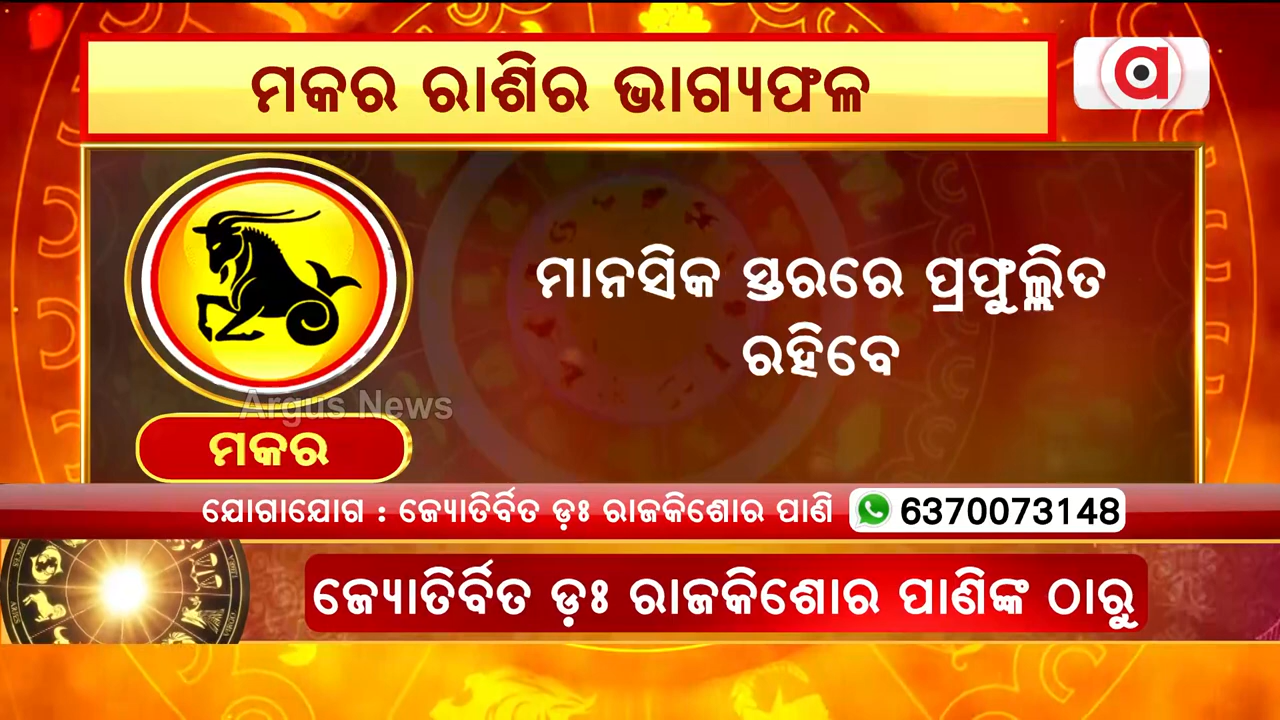 ମକର ରାଶିର ଭାଗ୍ୟଫଳ
a
ମାନସିକ ସ୍ତରରେ ପ୍ରଫୁଲ୍ଲିତ
ରହିବେ
Argus News
ମକର
ଯୋଗାଯୋଗ : ଜ୍ୟୋତିର୍ବିତ ଡ଼ଃ ରାଜକିଶୋର ପାଣି 6370073148
ଜ୍ୟୋତିର୍ବିତ ଡ଼ଃ ରାଜକିଶୋର ପାଣିଙ୍କ ଠାରୁ